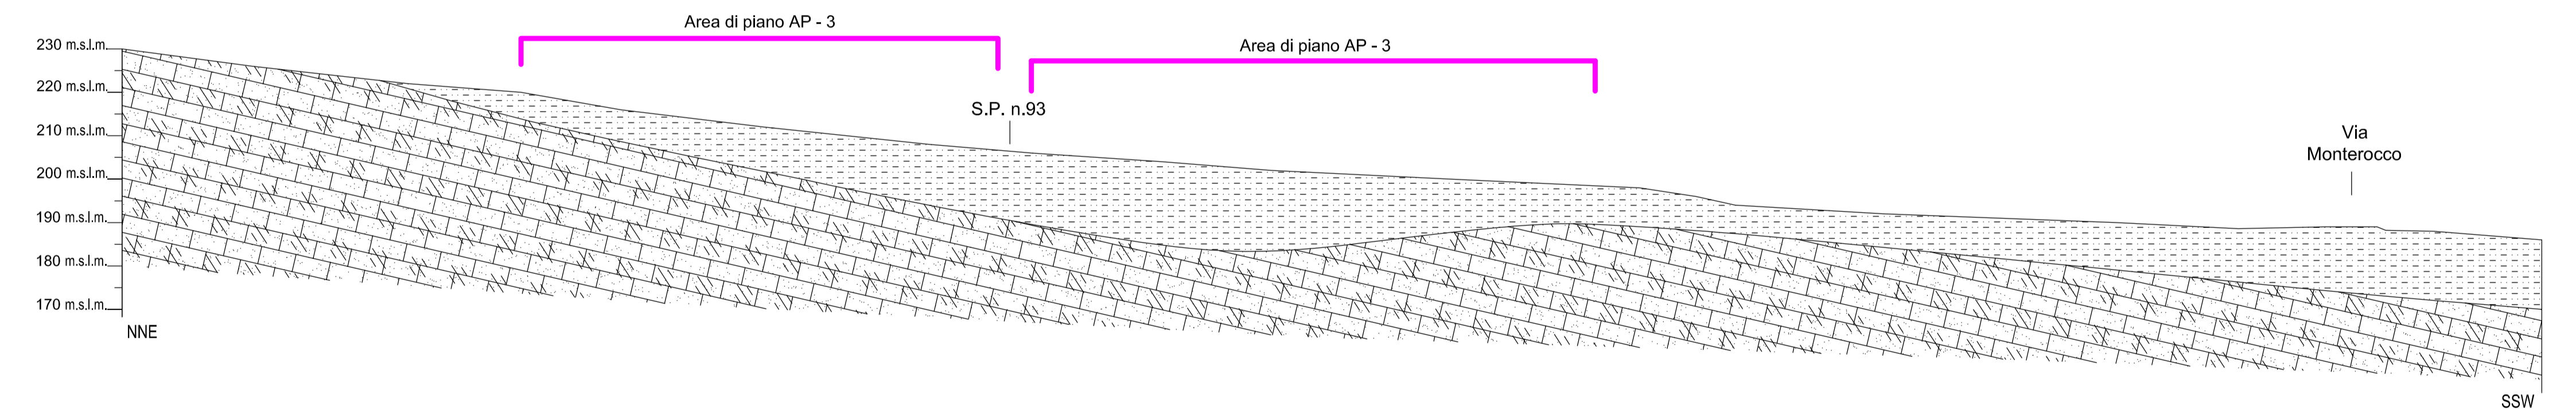 Area di piano AP - 3
Area di piano AP - 3
230 m.s.l.m.
220 m.s.l.m.
210 m.s.l.m.
200 m.s.l.m.
190 m.s.l.m.
180 m.s.l.m.
170 m.s.l.m.
S.P. n.93
Via
Monterocco
NNE
SSW